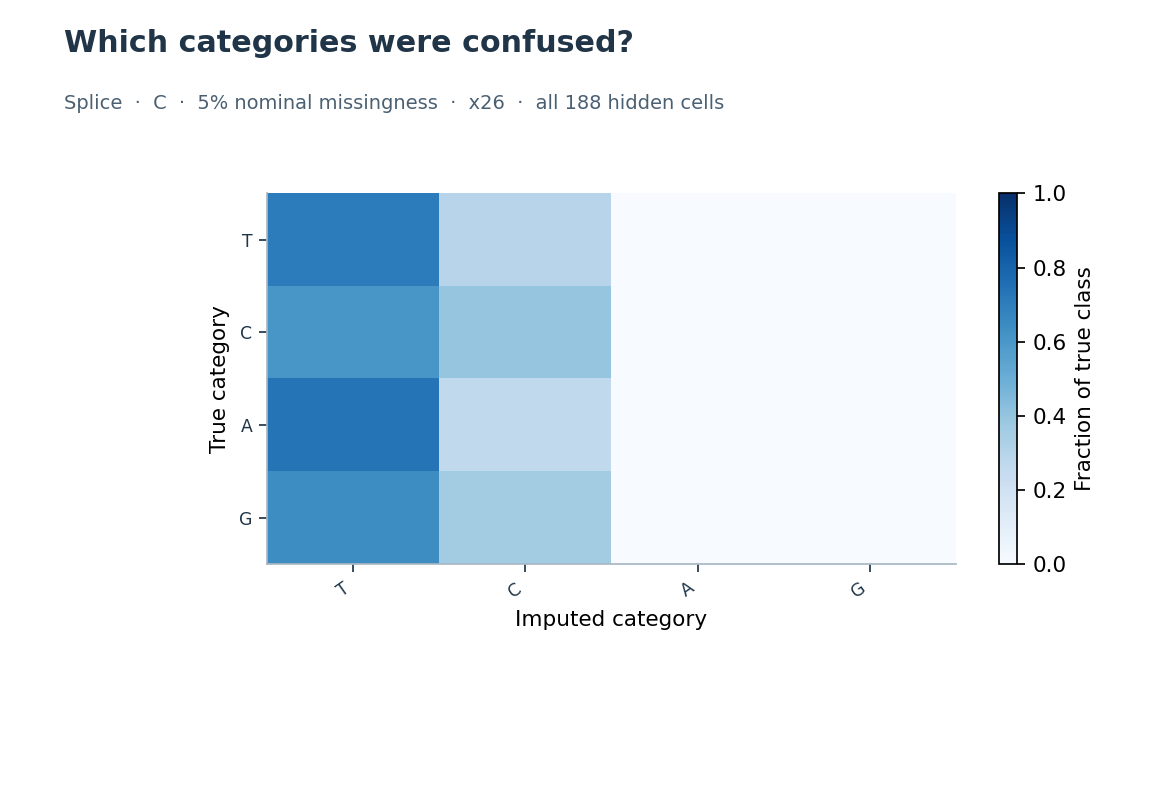 Which categories were confused?
Splice · C · 5% nominal missingness · x26 · all 188 hidden cells
True category
T
C
A
G
T
C
A
G
Imputed category
1.0
0.8
0.6
0.4
0.2
0.0
Fraction of true class